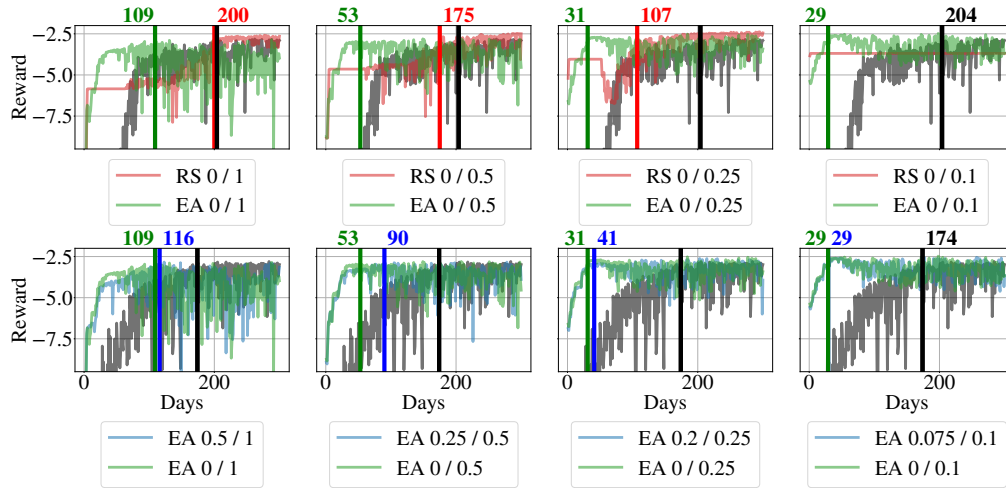 109 200 53 175 31 107 29 204
Reward
−2.5
−5.0
−7.5
RS 0 / 1
EA 0 / 1
RS 0 / 0.5
EA 0 / 0.5
RS 0 / 0.25
EA 0 / 0.25
RS 0 / 0.1
EA 0 / 0.1
109 116 53 90 31 41 29 29 174
Reward
−2.5
−5.0
−7.5
0 200 0 200 0 200 0 200
Days Days Days Days
EA 0.5 / 1
EA 0 / 1
EA 0.25 / 0.5
EA 0 / 0.5
EA 0.2 / 0.25
EA 0 / 0.25
EA 0.075 / 0.1
EA 0 / 0.1